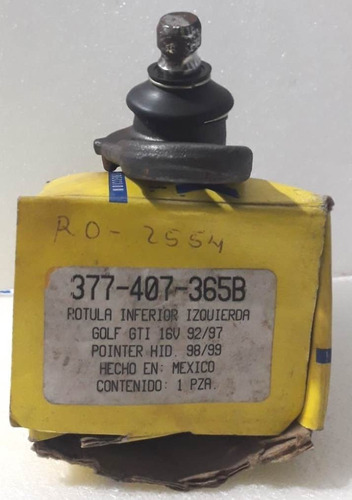 RO-2554
377-407-365B
ROTULA INFERIOR IZQUIERDA
GOLF GTI 16V 92/97
POINTER HID. 98/99
HECHO EN: MEXICO
CONTENIDO: 1 PZA.